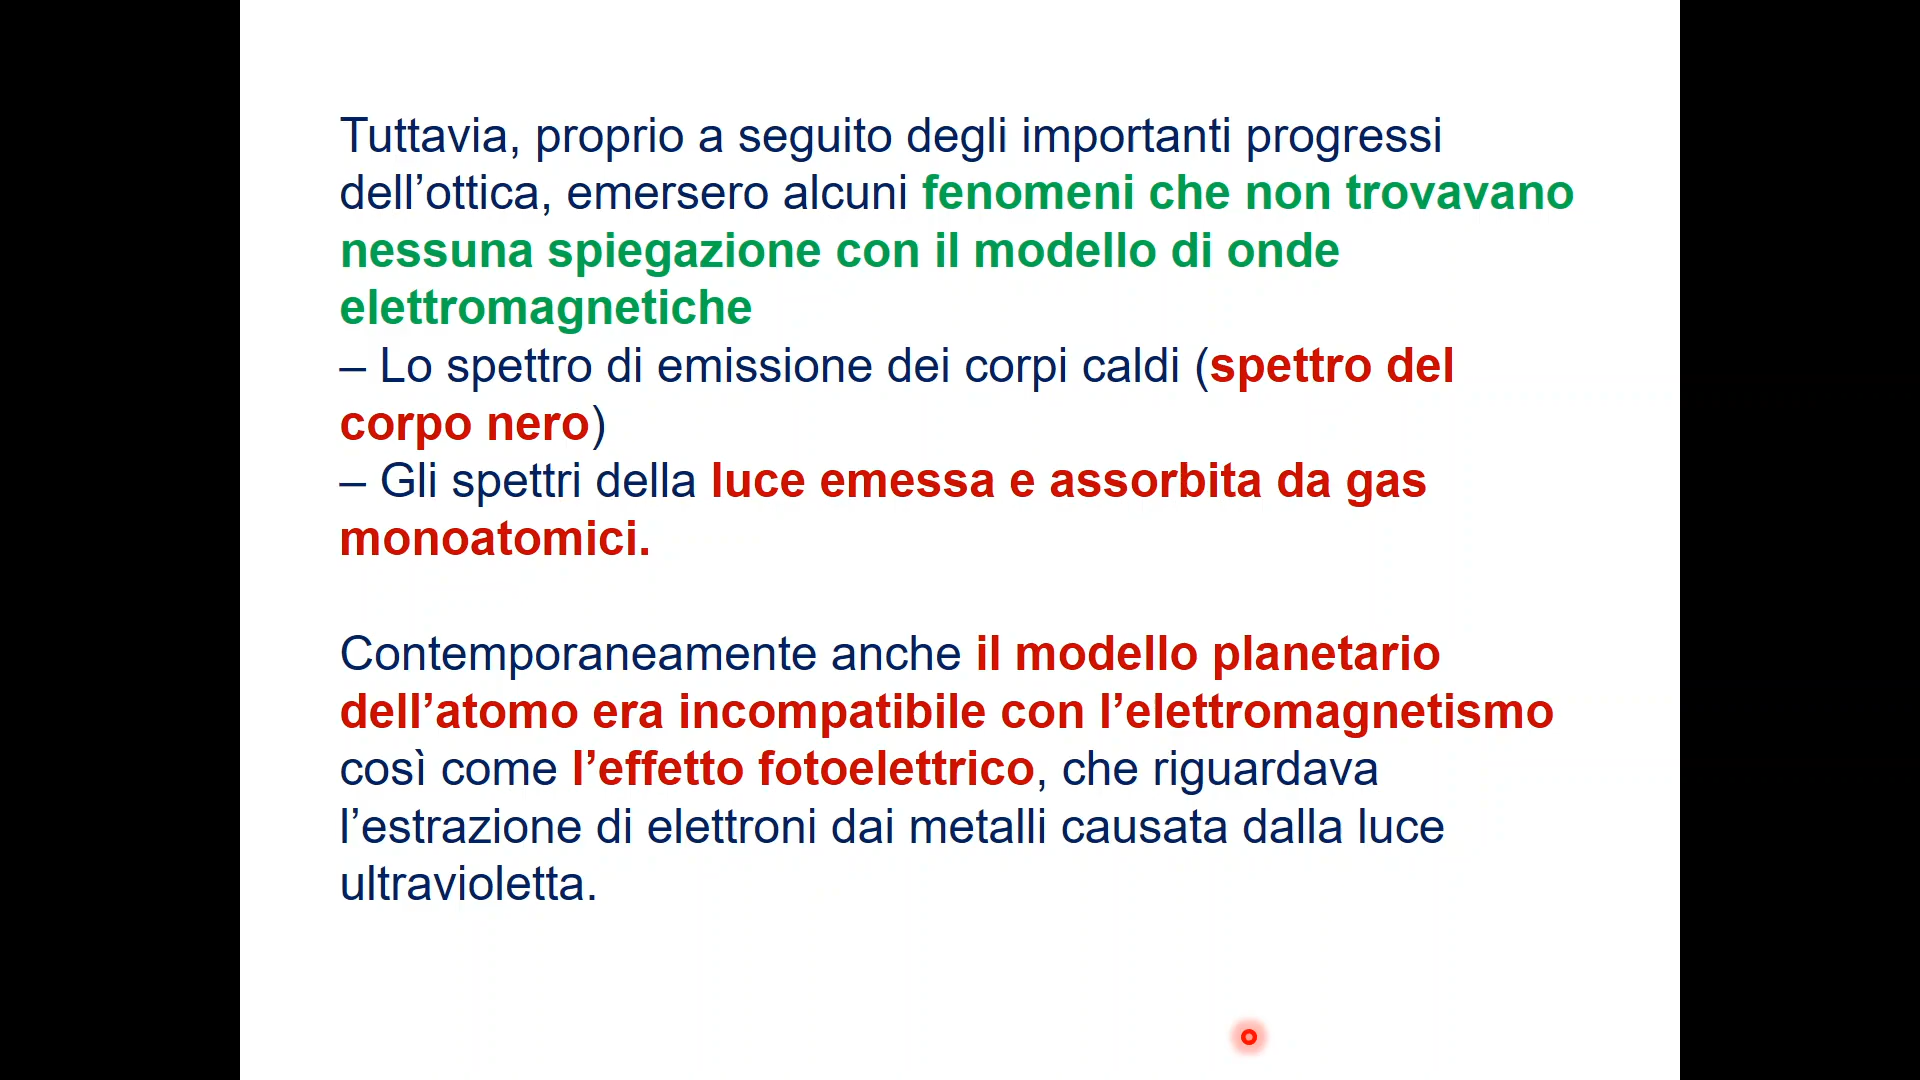 Tuttavia, proprio a seguito degli importanti progressi
dell’ottica, emersero alcuni fenomeni che non trovavano
nessuna spiegazione con il modello di onde
elettromagnetiche
– Lo spettro di emissione dei corpi caldi (spettro del
corpo nero)
– Gli spettri della luce emessa e assorbita da gas
monoatomici.
Contemporaneamente anche il modello planetario
dell’atomo era incompatibile con l’elettromagnetismo
così come l’effetto fotoelettrico, che riguardava
l’estrazione di elettroni dai metalli causata dalla luce
ultravioletta.